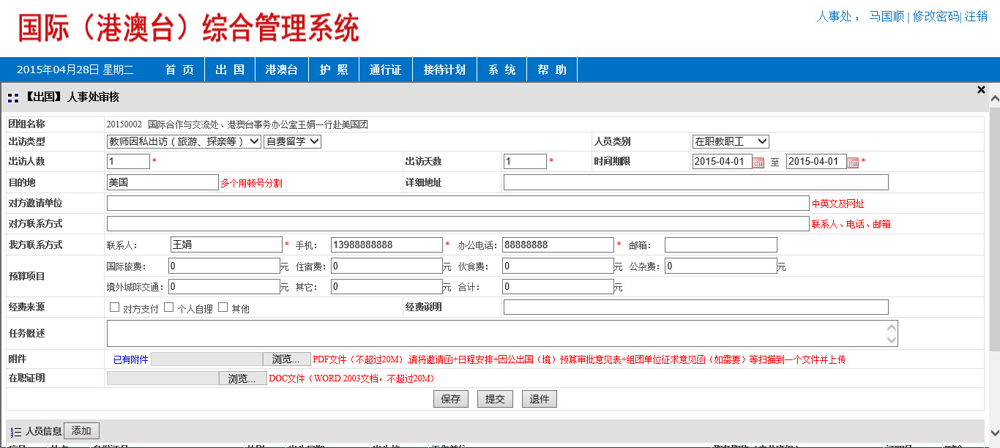 国际（港澳台）综合管理系统
人事处： 马国顺 | 修改密码| 注销
2015年04月28日 星期二 首 页 出 国 港澳台 护 照 通行证 接待计划 系 统 帮 助
【出国】 人事处审核
团组名称 20150002 国际合作与交流处、港澳台事务办公室王娟一行赴美国团
出访类型 教师因私出访（旅游、探亲等） 自费留学 人员类别 在职教职工
出访人数 1 * 出访天数 1 * 时间期限 2015-04-01 至 2015-04-01 *
目的地 美国 多个用顿号分割 详细地址
对方邀请单位 中英文及网址
对方联系方式 联系人、电话、邮箱
我方联系方式 联系人： 王娟 * 手机： 13988888888 * 办公电话： 88888888 * 邮箱：
预算项目 国际旅费： 0 元 住宿费： 0 元 伙食费： 0 元 公杂费： 0 元
境外城际交通： 0 元 其它： 0 元 合计： 0 元
经费来源 对方支付 个人自理 其他 经费说明
任务概述
附件 已有附件 浏览... PDF文件（不超过20M）,请将邀请函+日程安排+因公出国（境）预算审批意见表+组团单位征求意见函（如需要）等扫描到一个文件并上传
在职证明 浏览... DOC文件（WORD 2003文档，不超过20M）
保存 提交 退件
人员信息 添加